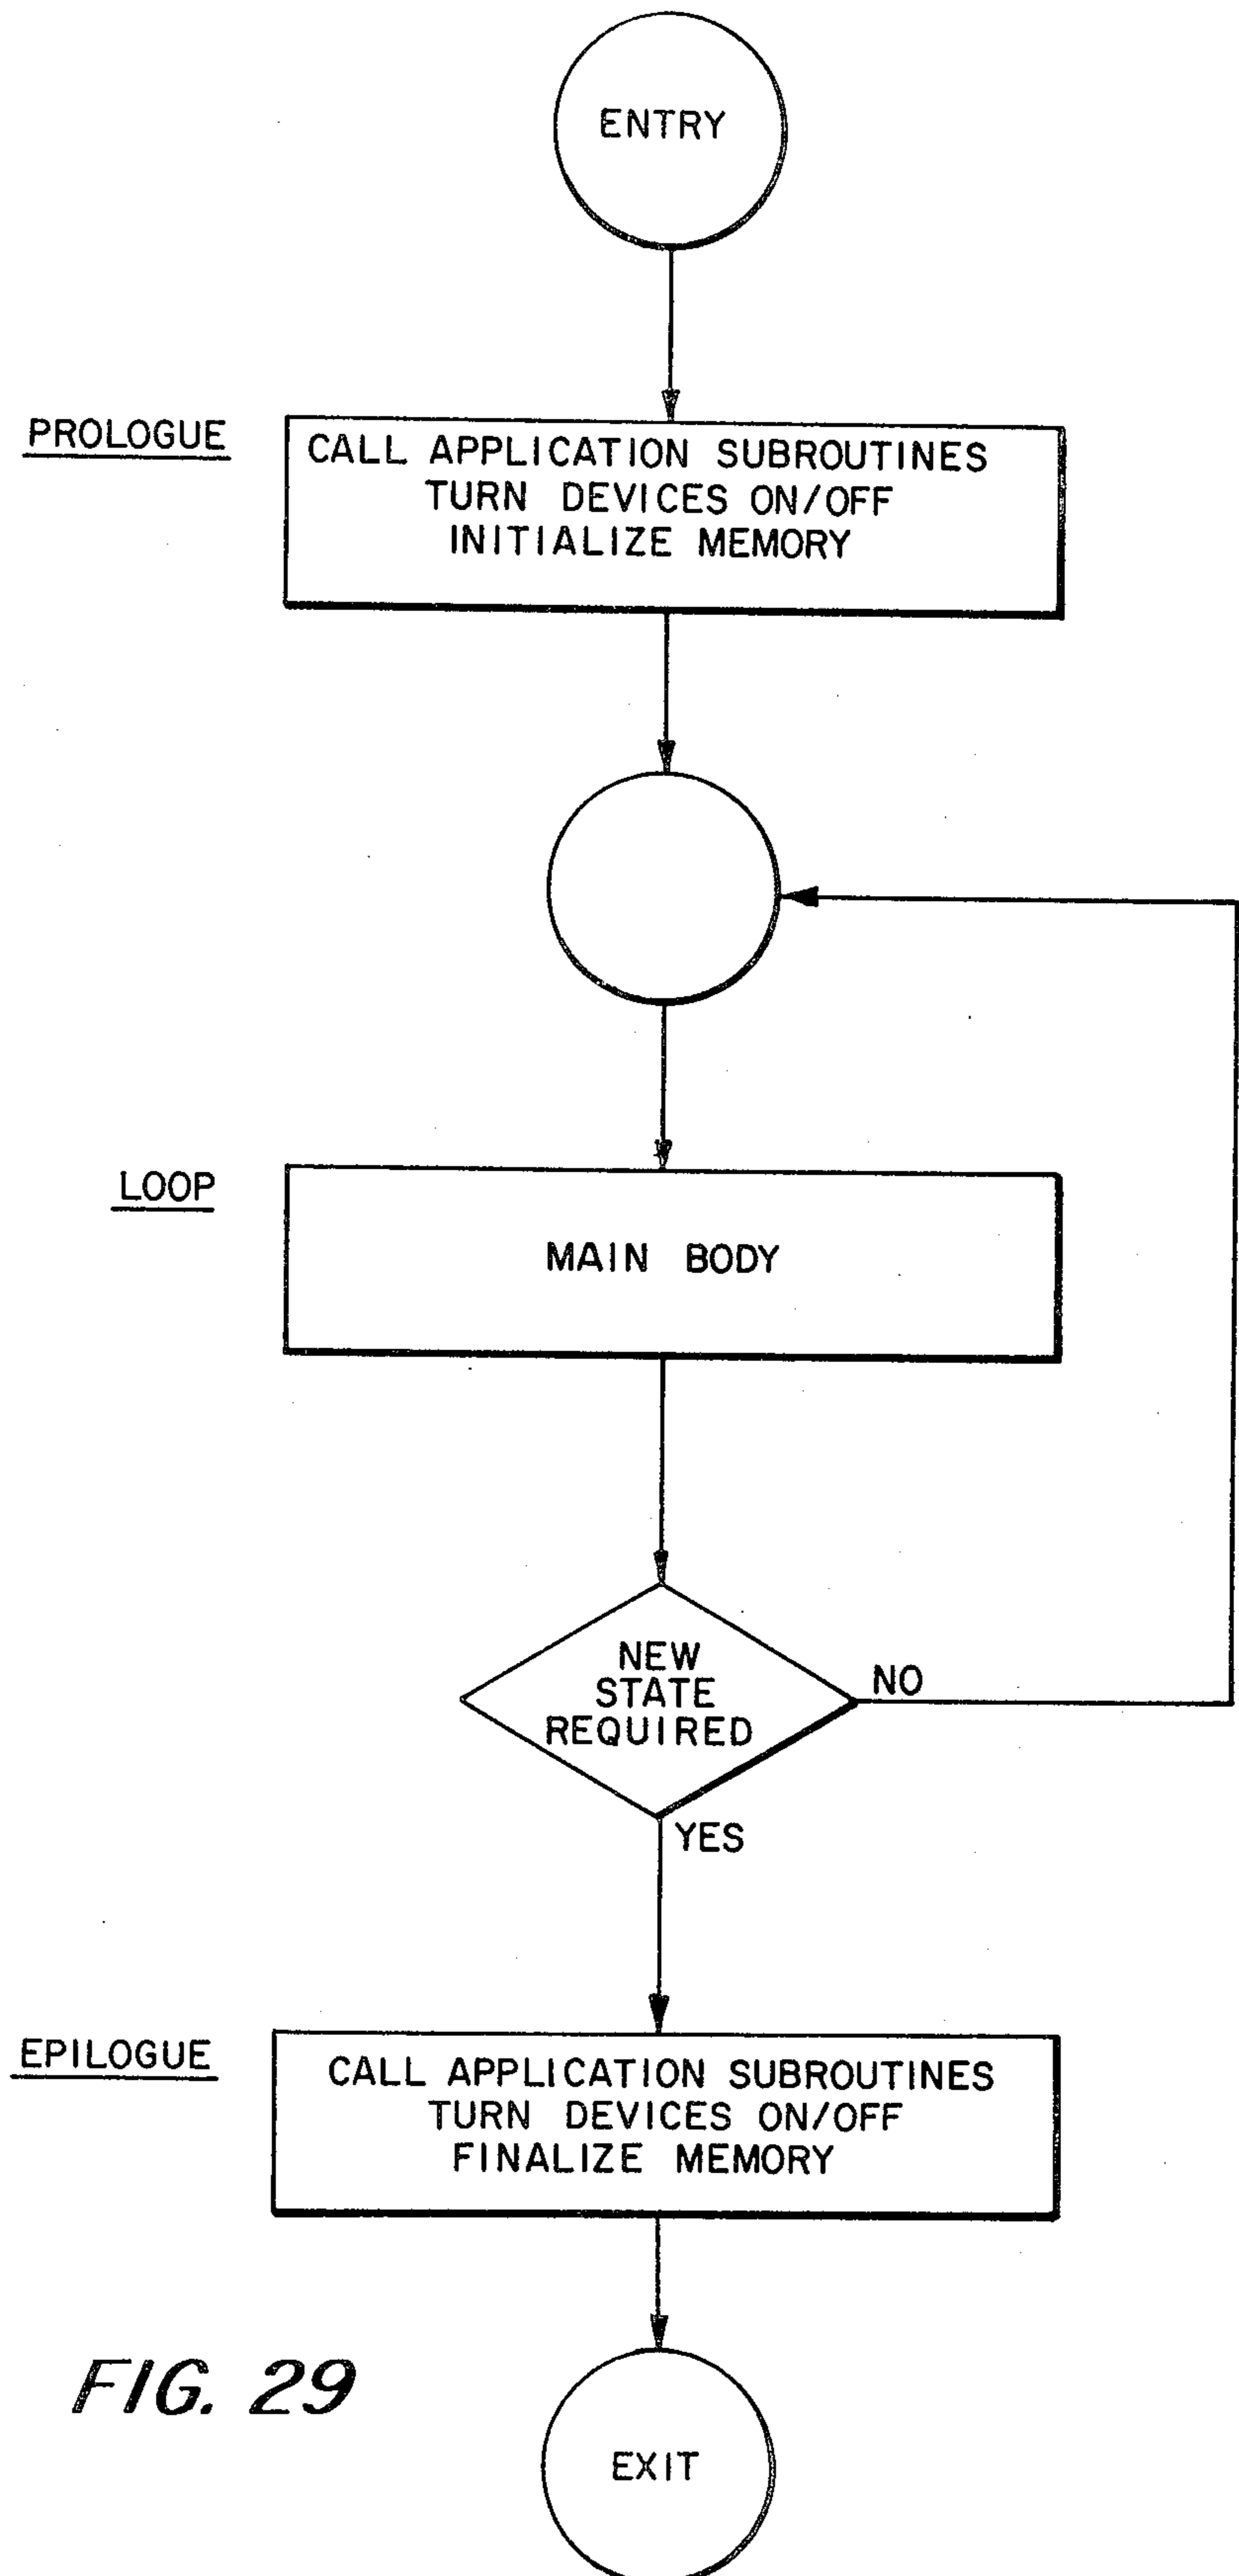 ENTRY
PROLOGUE
CALL APPLICATION SUBROUTINES
TURN DEVICES ON/OFF
INITIALIZE MEMORY
LOOP
MAIN BODY
NEW
STATE
REQUIRED
NO
YES
EPILOGUE
CALL APPLICATION SUBROUTINES
TURN DEVICES ON/OFF
FINALIZE MEMORY
FIG. 29
EXIT